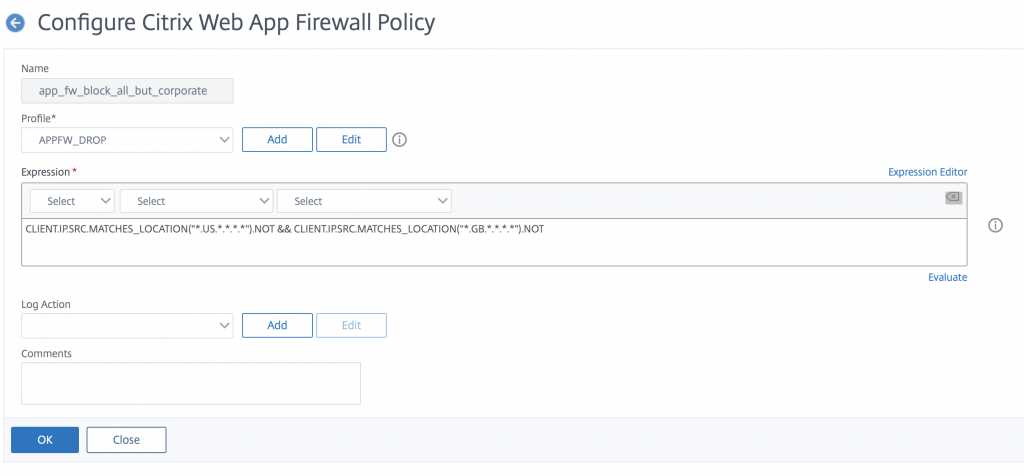 Configure Citrix Web App Firewall Policy
Name
app_fw_block_all_but_corporate
Profile*
APPFW_DROP
Add
Edit
Expression *
Expression Editor
Select
Select
Select
CLIENT.IP.SRC.MATCHES_LOCATION("*.US.*.*.*.*").NOT && CLIENT.IP.SRC.MATCHES_LOCATION("*.GB.*.*.*.*").NOT
Evaluate
Log Action
Add
Edit
Comments
OK
Close